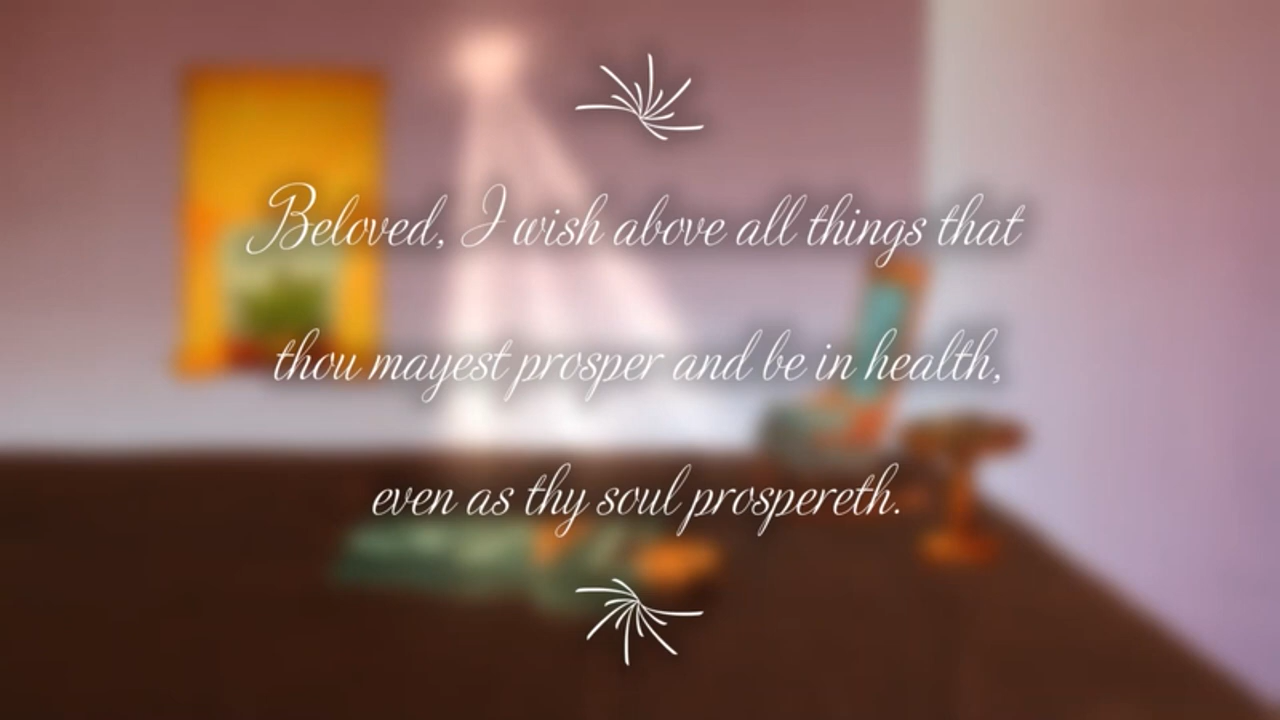 Beloved, I wish above all things that
thou mayest prosper and be in health,
even as thy soul prospereth.